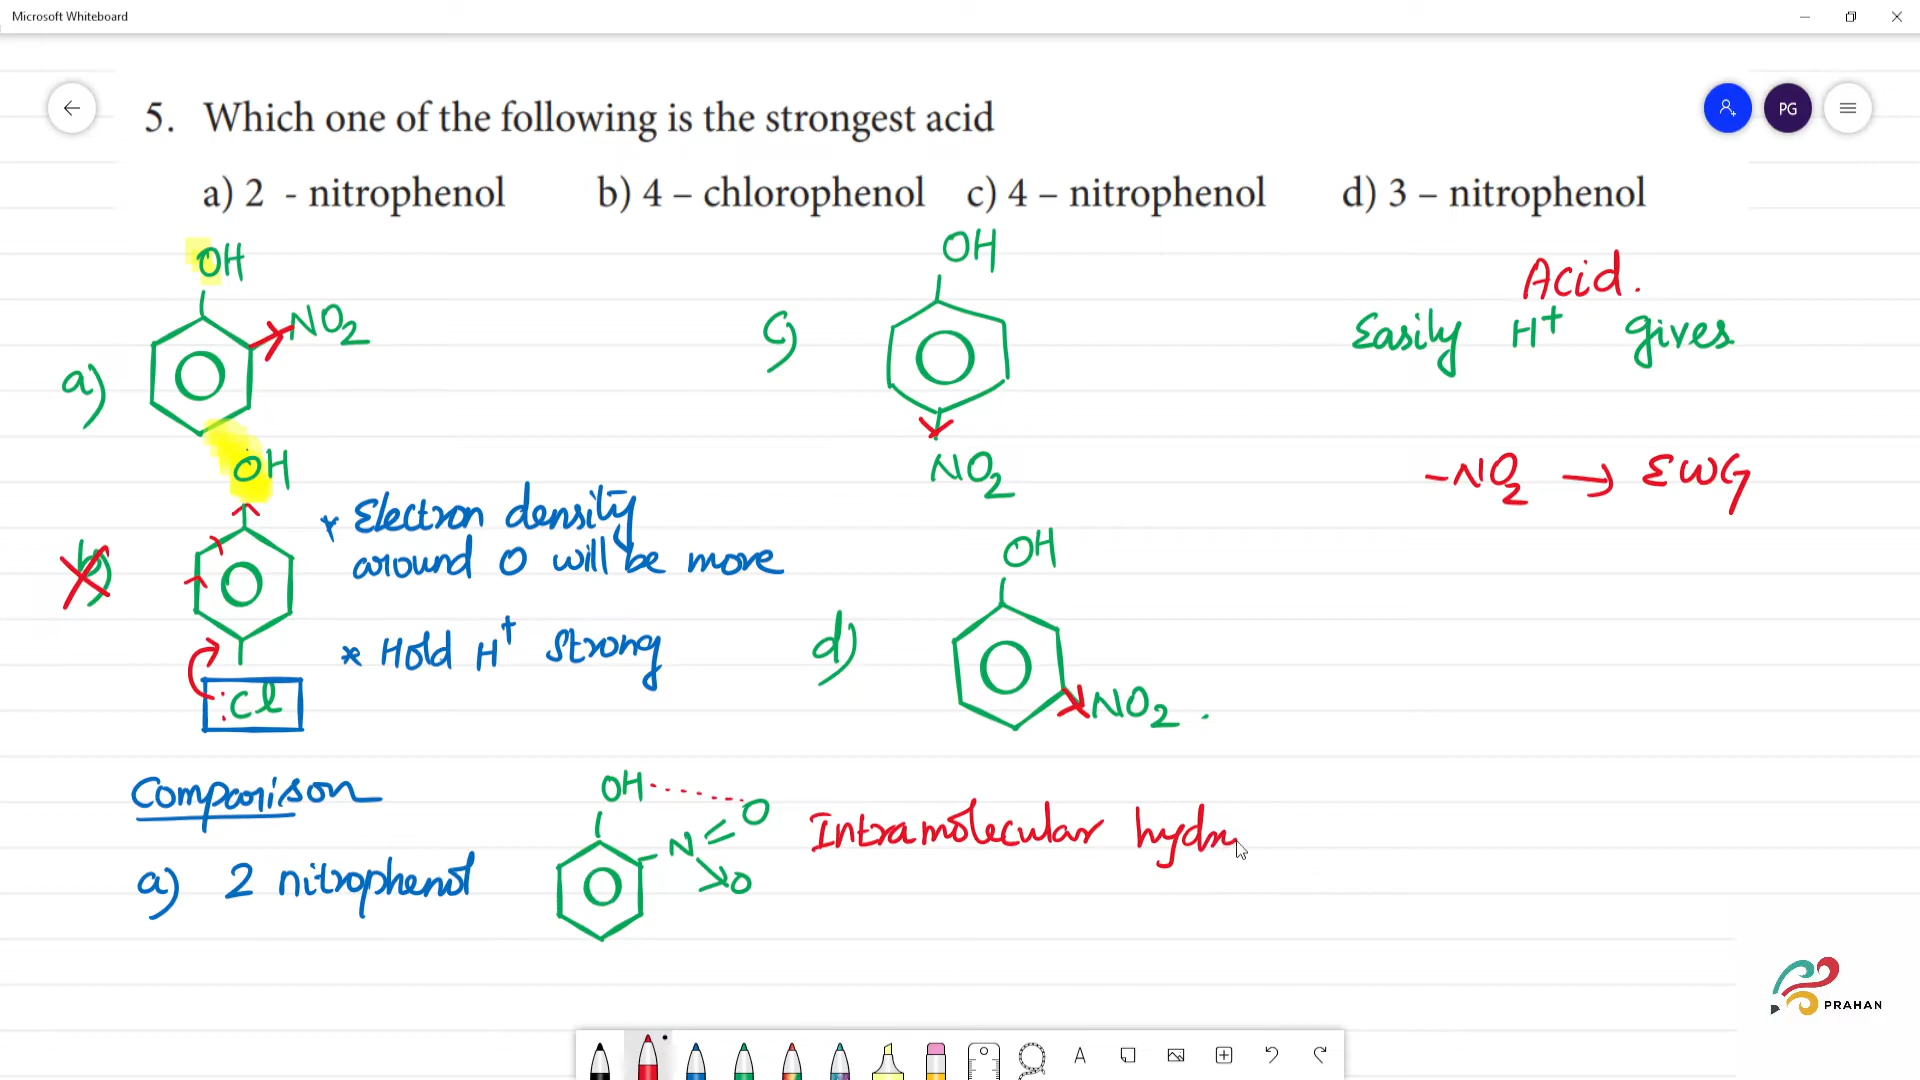 Microsoft Whiteboard
PG
5. Which one of the following is the strongest acid
a) 2 - nitrophenol b) 4 – chlorophenol c) 4 – nitrophenol d) 3 – nitrophenol
OH
NO2
a)
OH
c)
NO2
Acid.
Easily H+ gives
-NO2 → EWG
OH
b)
:Cl
* Electron density
around O will be more
* Hold H+ strong
OH
d)
NO2 .
Comparison
a) 2 nitrophenol
OH
N
O
O
Intramolecular hydr
PRAHAN
A